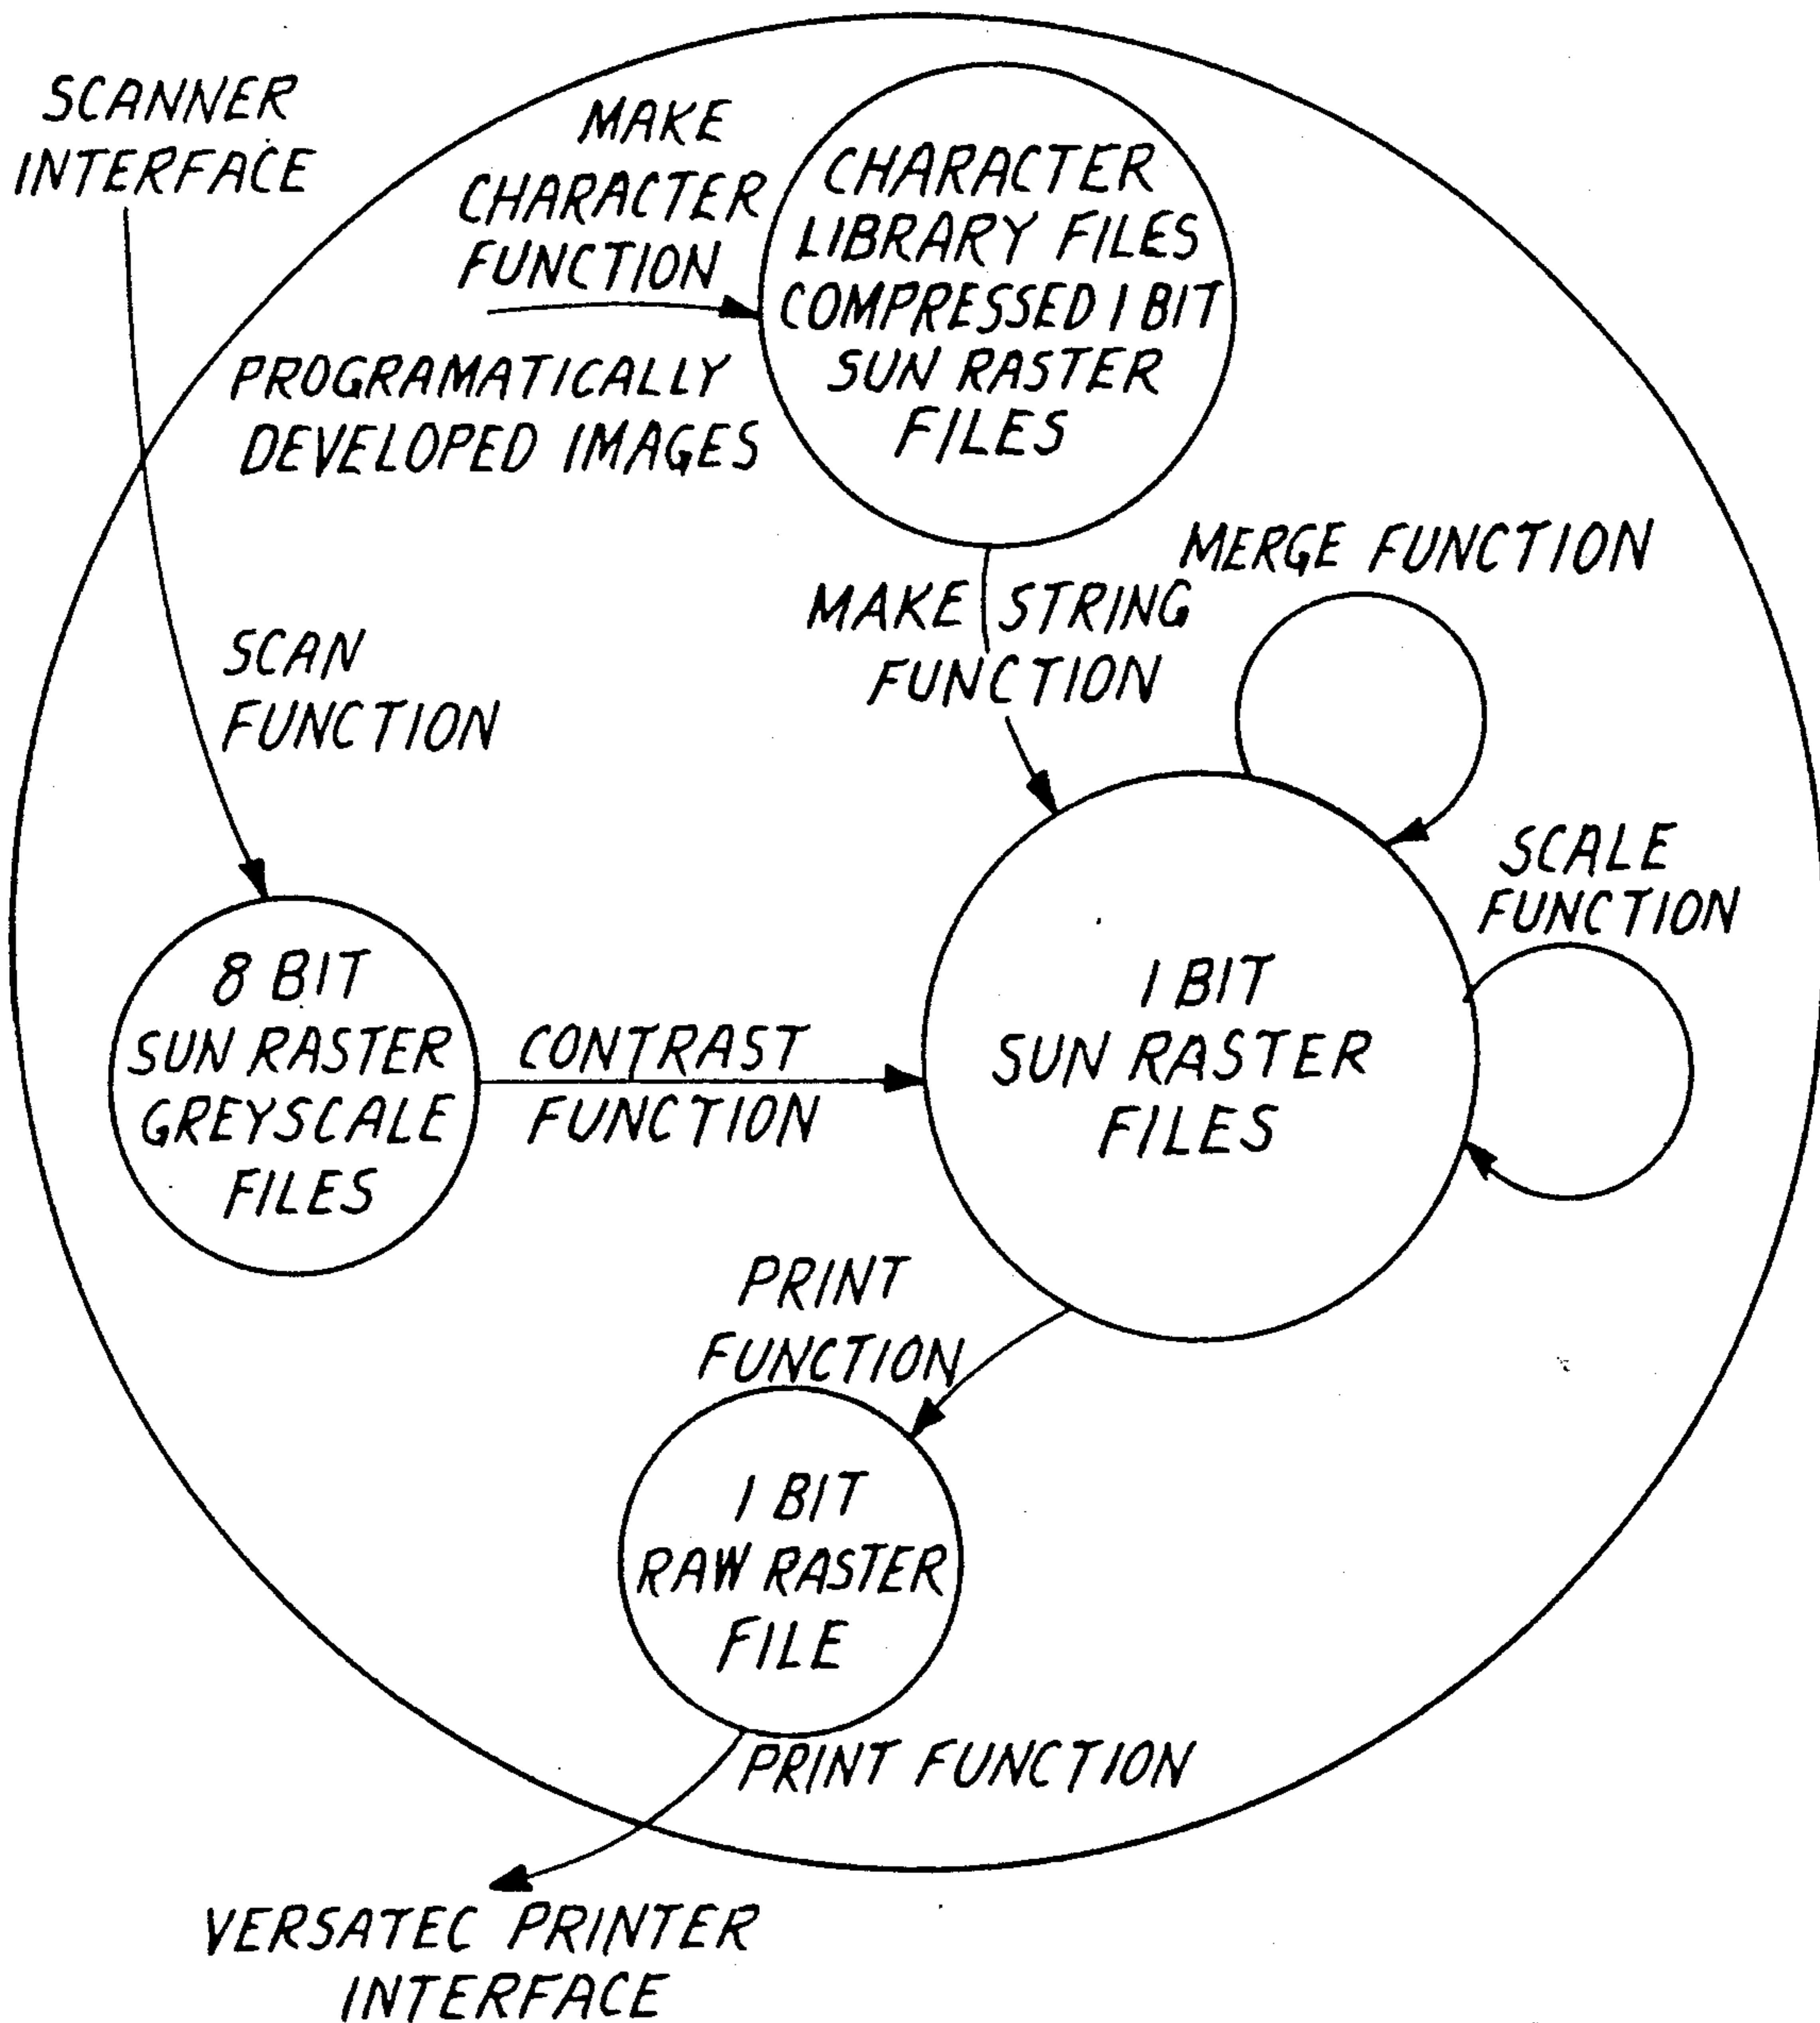 SCANNER
INTERFACE
MAKE
CHARACTER
FUNCTION
PROGRAMATICALLY
DEVELOPED IMAGES
CHARACTER
LIBRARY FILES
COMPRESSED 1 BIT
SUN RASTER
FILES
MERGE FUNCTION
MAKE STRING
FUNCTION
SCAN
FUNCTION
SCALE
FUNCTION
8 BIT
SUN RASTER
GREYSCALE
FILES
CONTRAST
FUNCTION
1 BIT
SUN RASTER
FILES
PRINT
FUNCTION
1 BIT
RAW RASTER
FILE
PRINT FUNCTION
VERSATEC PRINTER
INTERFACE